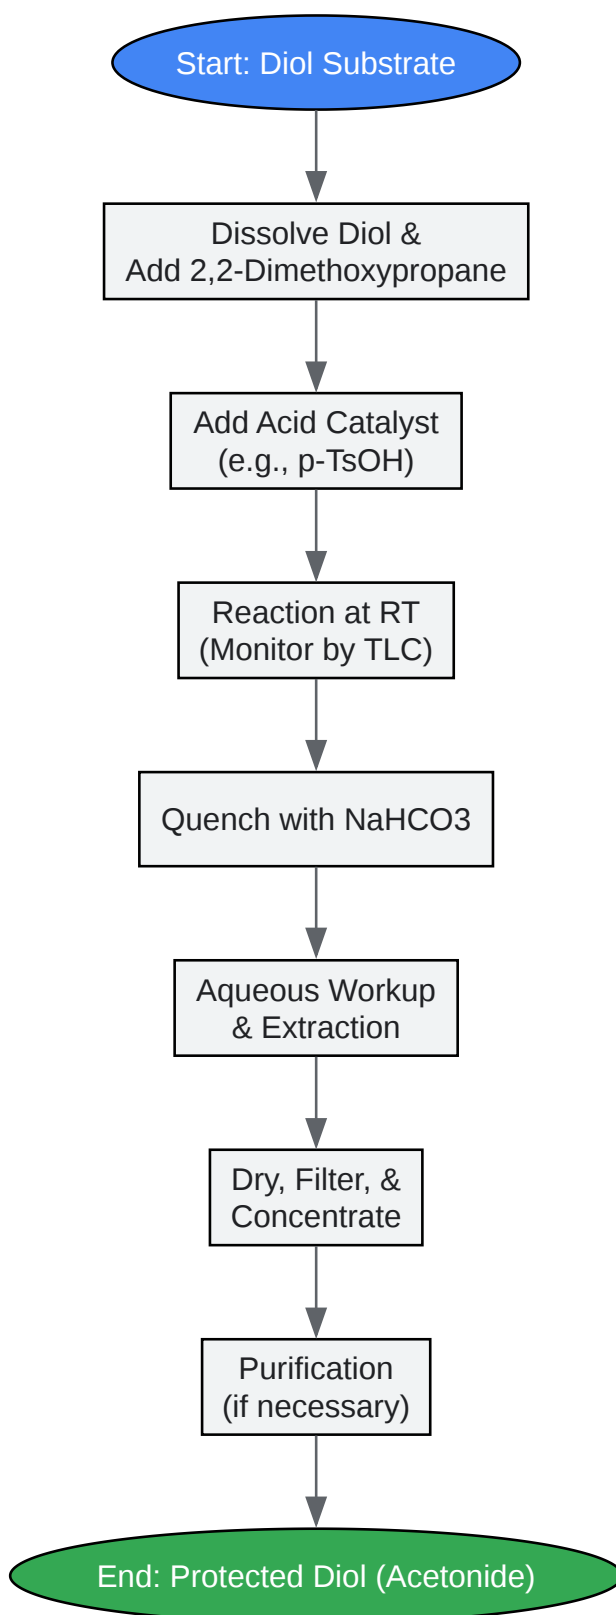 Start: Diol Substrate
Dissolve Diol &
Add 2,2-Dimethoxypropane
Add Acid Catalyst
(e.g., p-TsOH)
Reaction at RT
(Monitor by TLC)
Quench with NaHCO3
Aqueous Workup
& Extraction
Dry, Filter, &
Concentrate
Purification
(if necessary)
End: Protected Diol (Acetonide)